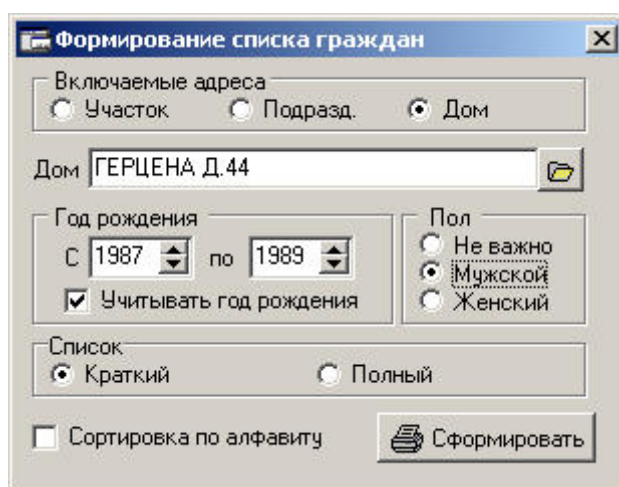 Формирование списка граждан
Включаемые адреса
Участок Подразд. Дом
Дом ГЕРЦЕНА Д.44
Год рождения
С 1987 по 1989
Учитывать год рождения
Пол
Не важно
Мужской
Женский
Список
Краткий Полный
Сортировка по алфавиту Сформировать